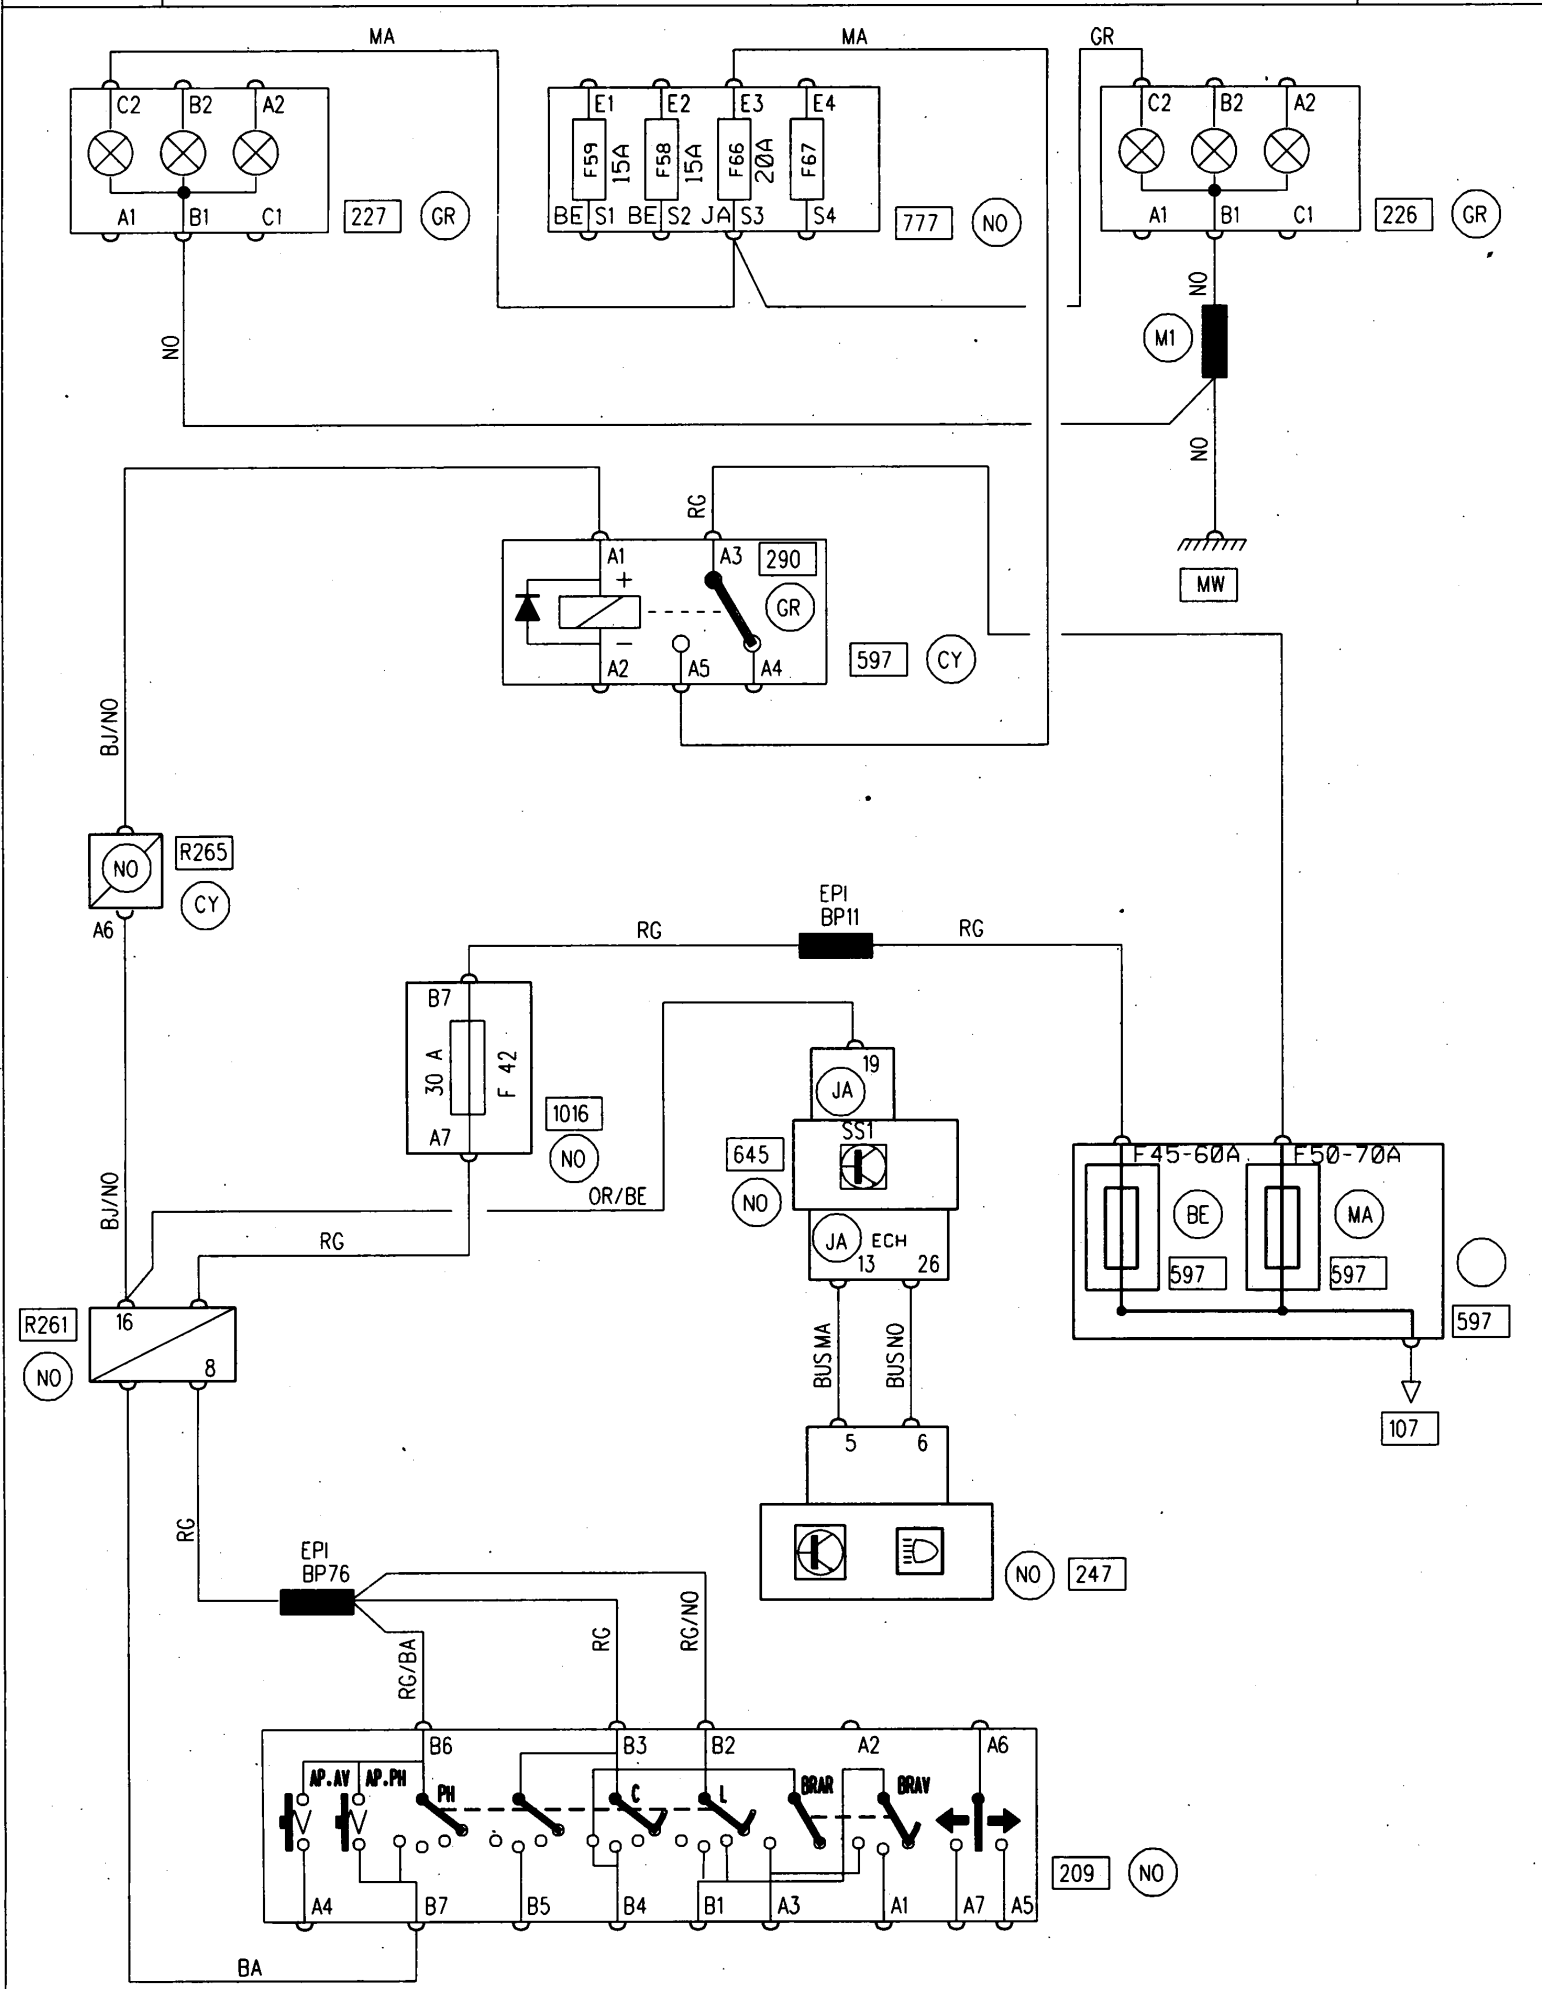 MA
MA
GR
C2 B2 A2
A1 B1 C1
227 GR
E1 E2 E3 E4
F59 15A F58 15A F66 20A F67
BE S1 BE S2 JA S3 S4
777 NO
C2 B2 A2
A1 B1 C1
226 GR
NO
NO
M1
NO
MW
RG
A1 A3 290
+
GR
−
A2 A5 A4
597 CY
BJ/NO
NO
R265
CY
A6
EPI
BP11
RG
RG
B7
30 A F 42
A7
1016
NO
19
JA
SS1
645
NO
JA ECH
13 26
OR/BE
BJ/NO
RG
F45-60A F50-70A
BE MA
597 597
597
107
R261
NO
16
8
BUS MA BUS NO
5 6
NO 247
RG
EPI
BP76
RG/BA
RG
RG/NO
B6 B3 B2 A2 A6
AP.AV AP.PH PH C L BRAR BRAV
A4 B7 B5 B4 B1 A3 A1 A7 A5
209 NO
BA